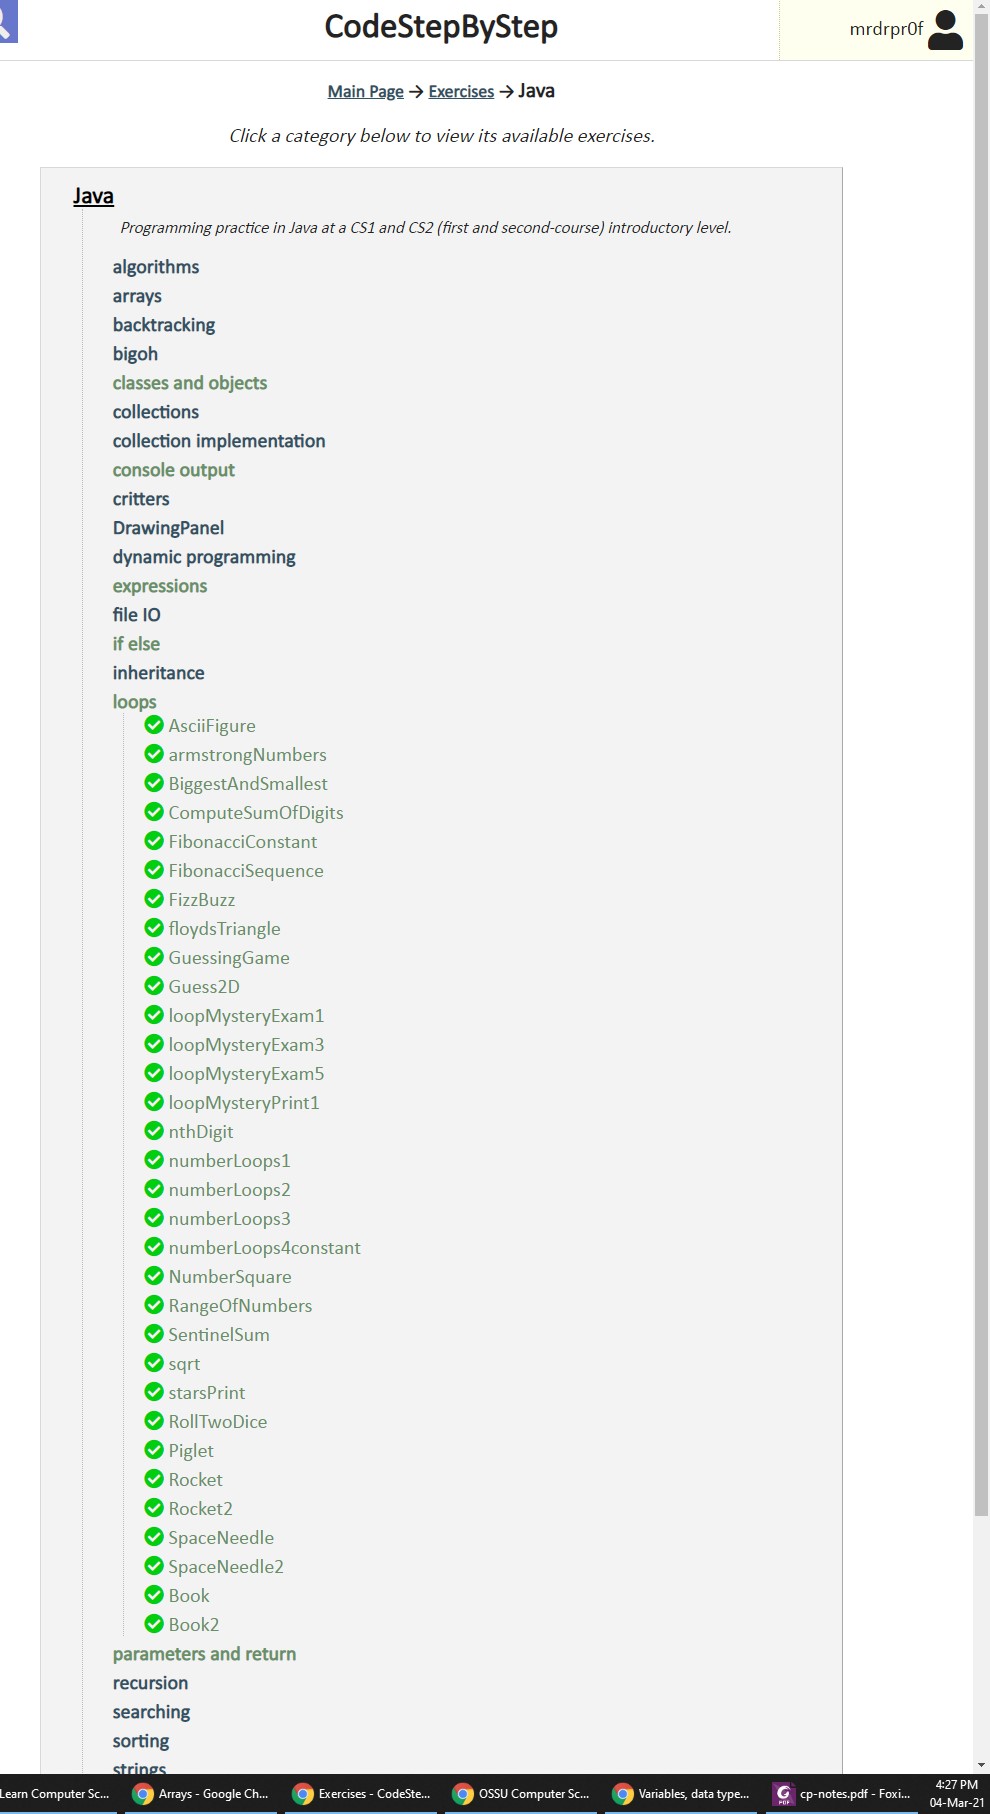 CodeStepByStep
mrdrpr0f
Main Page → Exercises → Java
Click a category below to view its available exercises.
Java
Programming practice in Java at a CS1 and CS2 (first and second-course) introductory level.
algorithms
arrays
backtracking
bigoh
classes and objects
collections
collection implementation
console output
critters
DrawingPanel
dynamic programming
expressions
file IO
if else
inheritance
loops
AsciiFigure
armstrongNumbers
BiggestAndSmallest
ComputeSumOfDigits
FibonacciConstant
FibonacciSequence
FizzBuzz
floydsTriangle
GuessingGame
Guess2D
loopMysteryExam1
loopMysteryExam3
loopMysteryExam5
loopMysteryPrint1
nthDigit
numberLoops1
numberLoops2
numberLoops3
numberLoops4constant
NumberSquare
RangeOfNumbers
SentinelSum
sqrt
starsPrint
RollTwoDice
Piglet
Rocket
Rocket2
SpaceNeedle
SpaceNeedle2
Book
Book2
parameters and return
recursion
searching
sorting
strings
Learn Computer Sc... Arrays - Google Ch... Exercises - CodeSte... OSSU Computer Sc... Variables, data type... cp-notes.pdf - Foxi... 4:27 PM
04-Mar-21